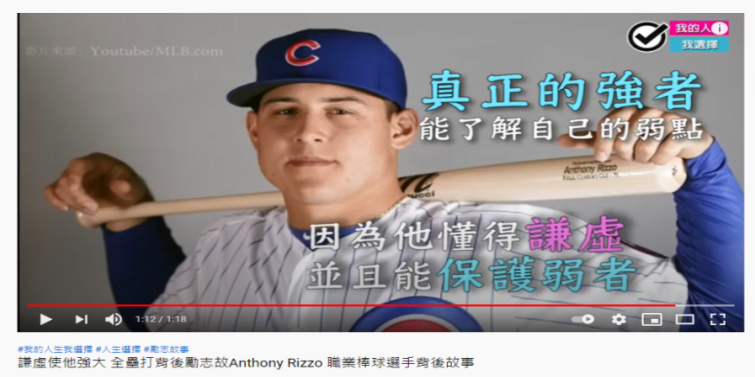 影片來源: Youtube/MLB.com
我的人
我選擇
真正的強者
能了解自己的弱點
Anthony Rizzo
因為他懂得謙虛
並且能保護弱者
1:12 / 1:18
#我的人生我選擇 #人生選擇 #勵志故事
謙虛使他強大 全壘打背後勵志故Anthony Rizzo 職業棒球選手背後故事